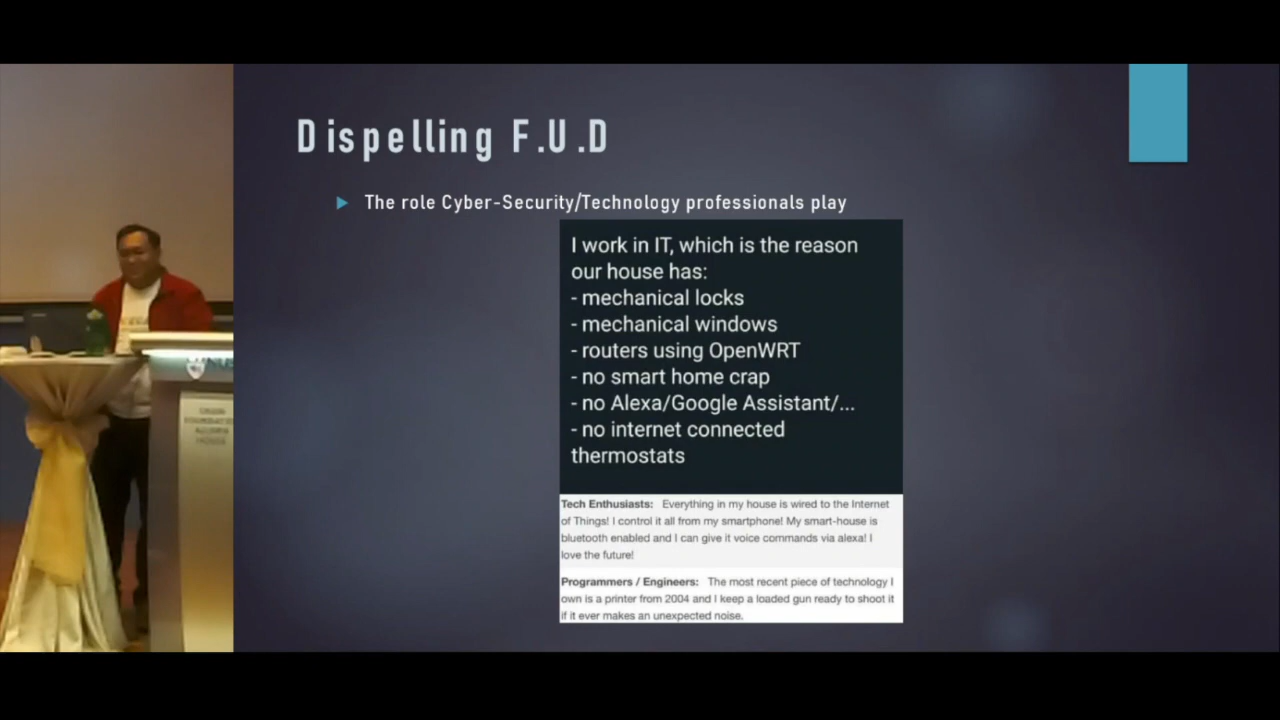 Dispelling F.U.D
The role Cyber-Security/Technology professionals play
I work in IT, which is the reason
our house has:
- mechanical locks
- mechanical windows
- routers using OpenWRT
- no smart home crap
- no Alexa/Google Assistant/...
- no internet connected
thermostats
Tech Enthusiasts: Everything in my house is wired to the Internet
of Things! I control it all from my smartphone! My smart-house is
bluetooth enabled and I can give it voice commands via alexa! I
love the future!
Programmers / Engineers: The most recent piece of technology I
own is a printer from 2004 and I keep a loaded gun ready to shoot it
if it ever makes an unexpected noise.